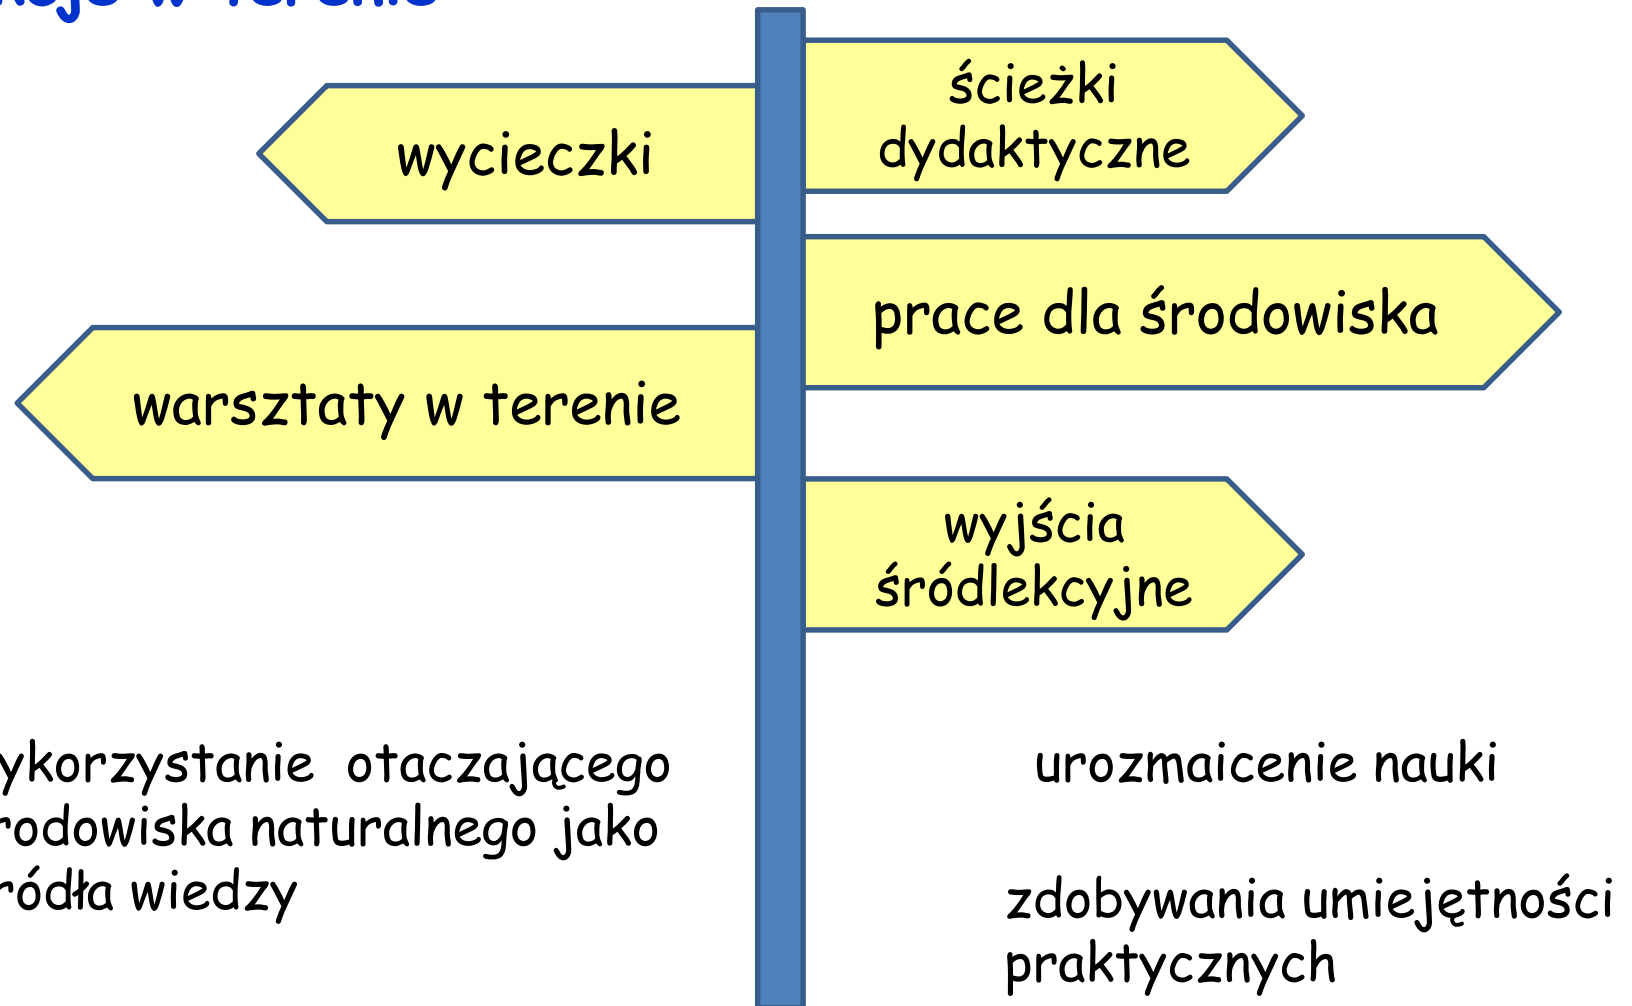 w terenie
wycieczki
ścieżki
dydaktyczne
prace dla środowiska
warsztaty w terenie
wyjścia
śródlekcyjne
ykorzystanie otaczającego
rodowiska naturalnego jako
ródła wiedzy
urozmaicenie nauki
zdobywania umiejętności
praktycznych